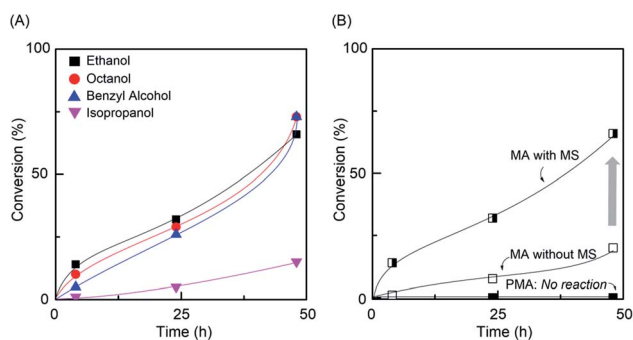 (A)
100
50
0
0
25
50
Conversion (%)
Time (h)
Ethanol
Octanol
Benzyl Alcohol
Isopropanol
(B)
100
50
0
0
25
50
Conversion (%)
Time (h)
MA with MS
MA without MS
PMA: No reaction